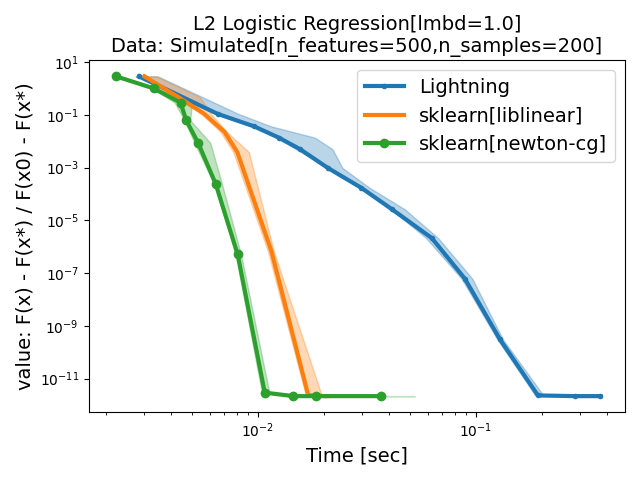 L2 Logistic Regression[lmbd=1.0]
Data: Simulated[n_features=500,n_samples=200]
value: F(x) - F(x*) / F(x0) - F(x*)
10¹
10⁻¹
10⁻³
10⁻⁵
10⁻⁷
10⁻⁹
10⁻¹¹
Lightning
sklearn[liblinear]
sklearn[newton-cg]
10⁻²
10⁻¹
Time [sec]